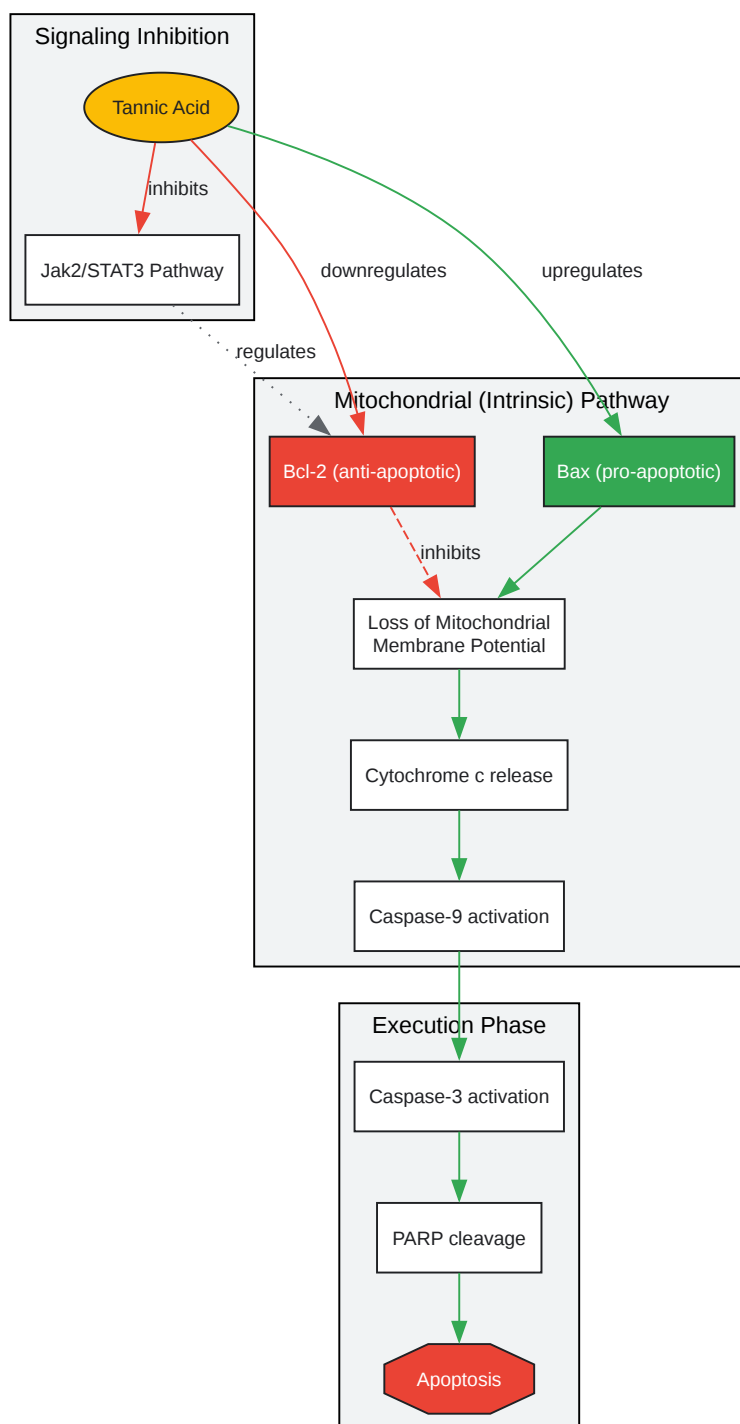 Signaling Inhibition
Tannic Acid
inhibits
Jak2/STAT3 Pathway
downregulates
upregulates
regulates
Mitochondrial (Intrinsic) Pathway
Bcl-2 (anti-apoptotic)
Bax (pro-apoptotic)
inhibits
Loss of Mitochondrial
Membrane Potential
Cytochrome c release
Caspase-9 activation
Execution Phase
Caspase-3 activation
PARP cleavage
Apoptosis